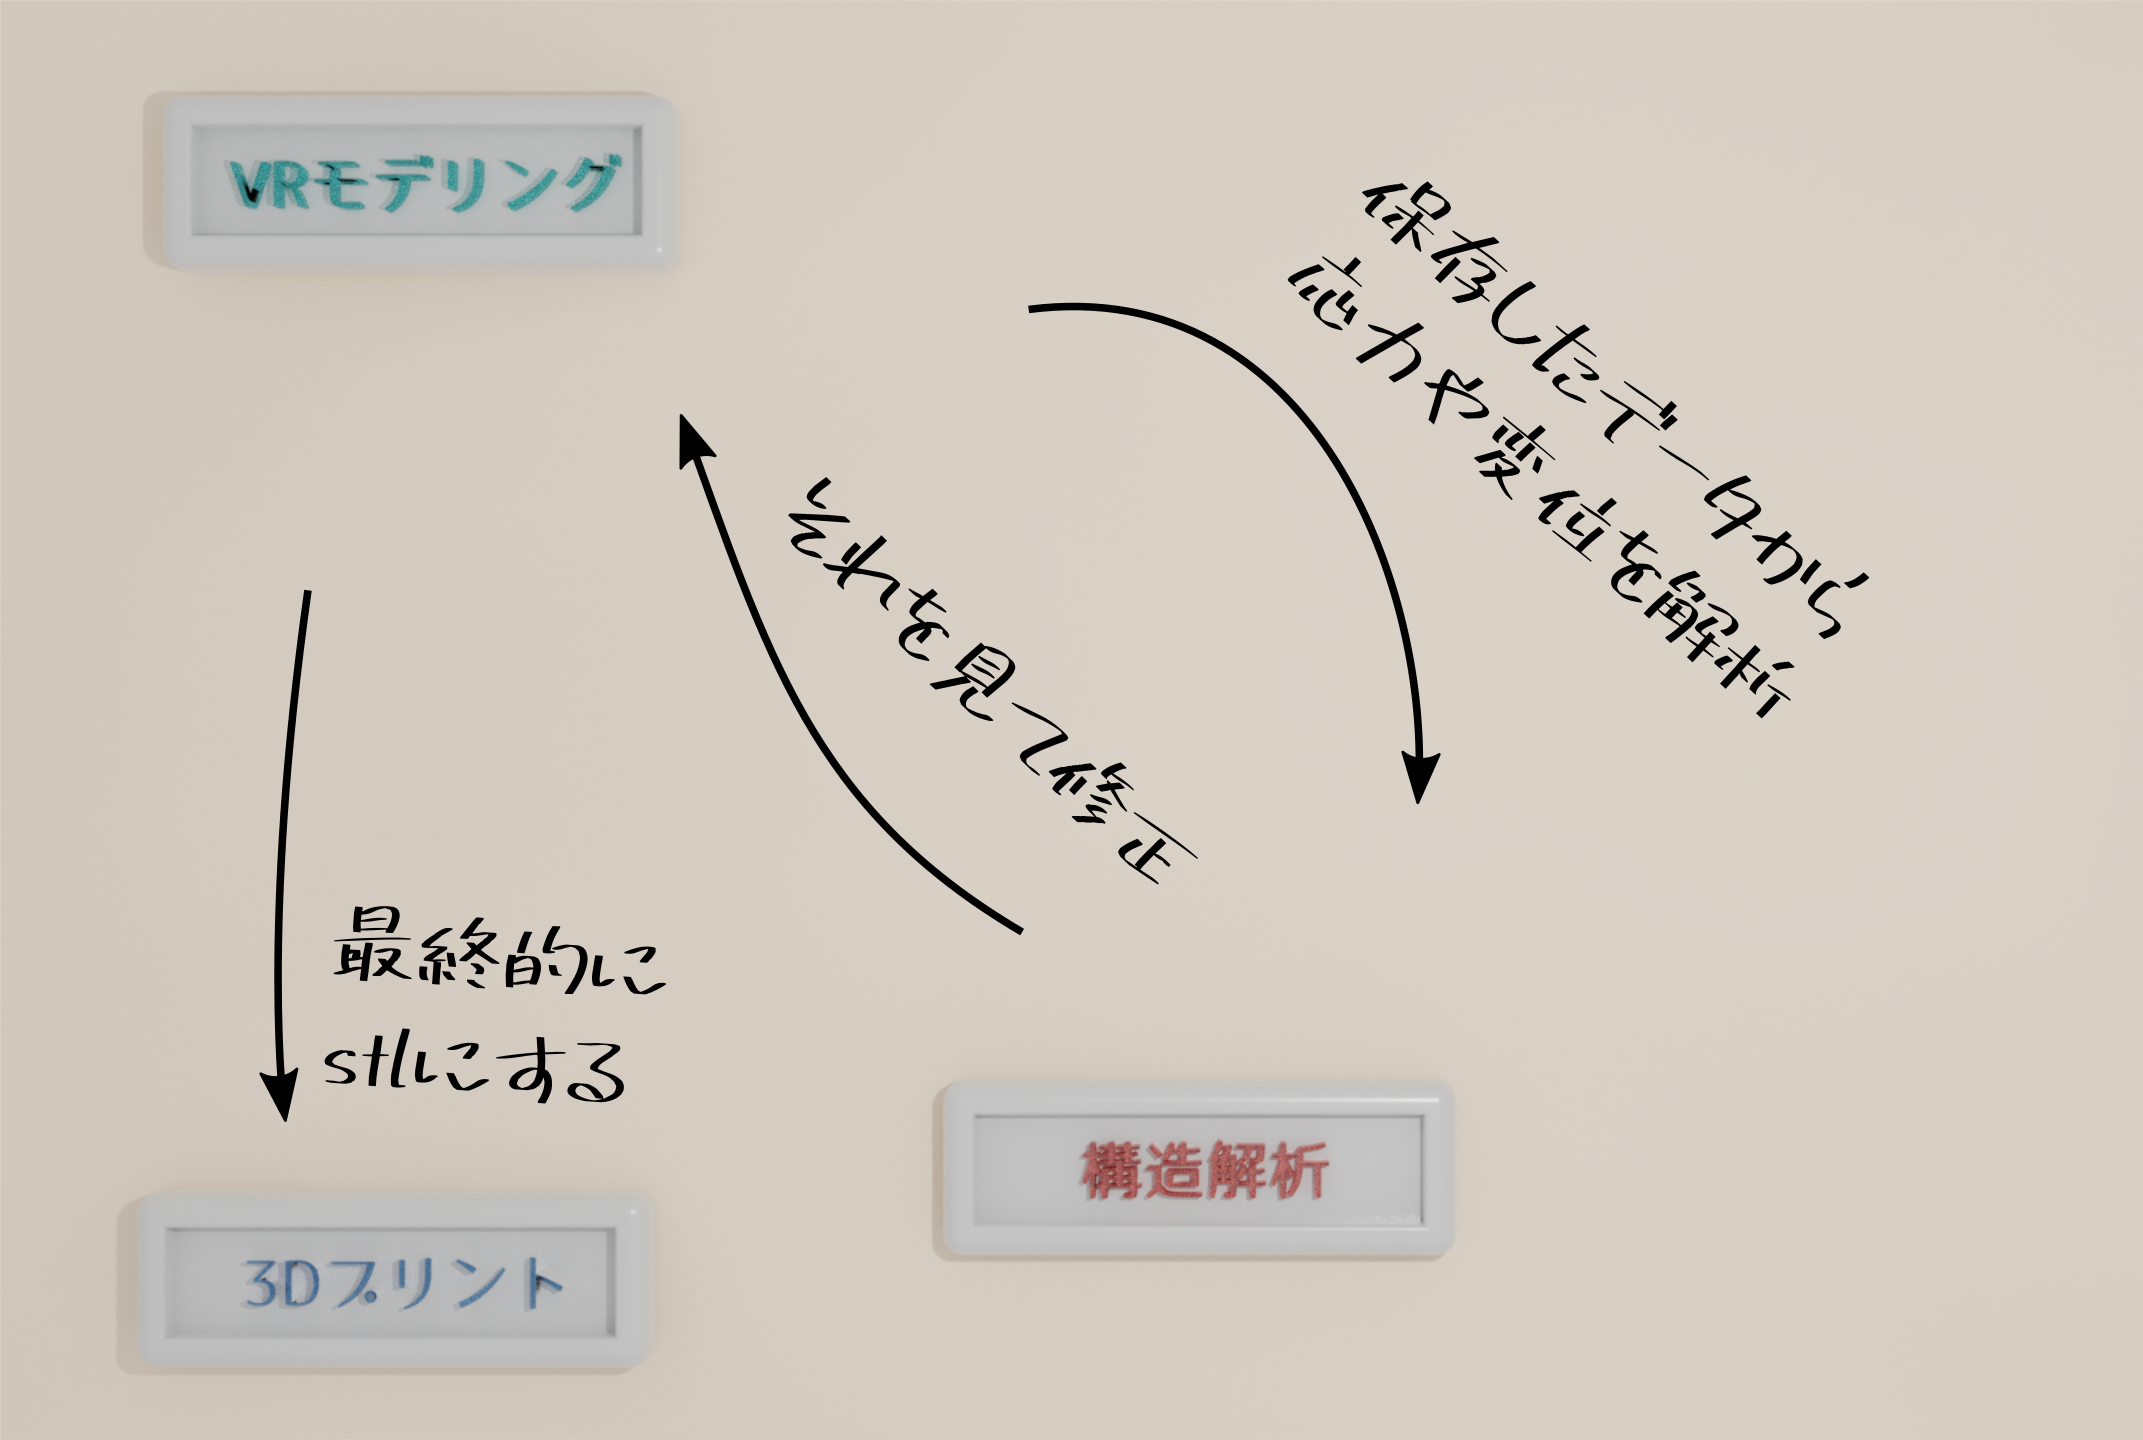 VRモデリング
保存したデータから
応力や変位を解析
それを見て修正
最終的に
stlにする
構造解析
3Dプリント